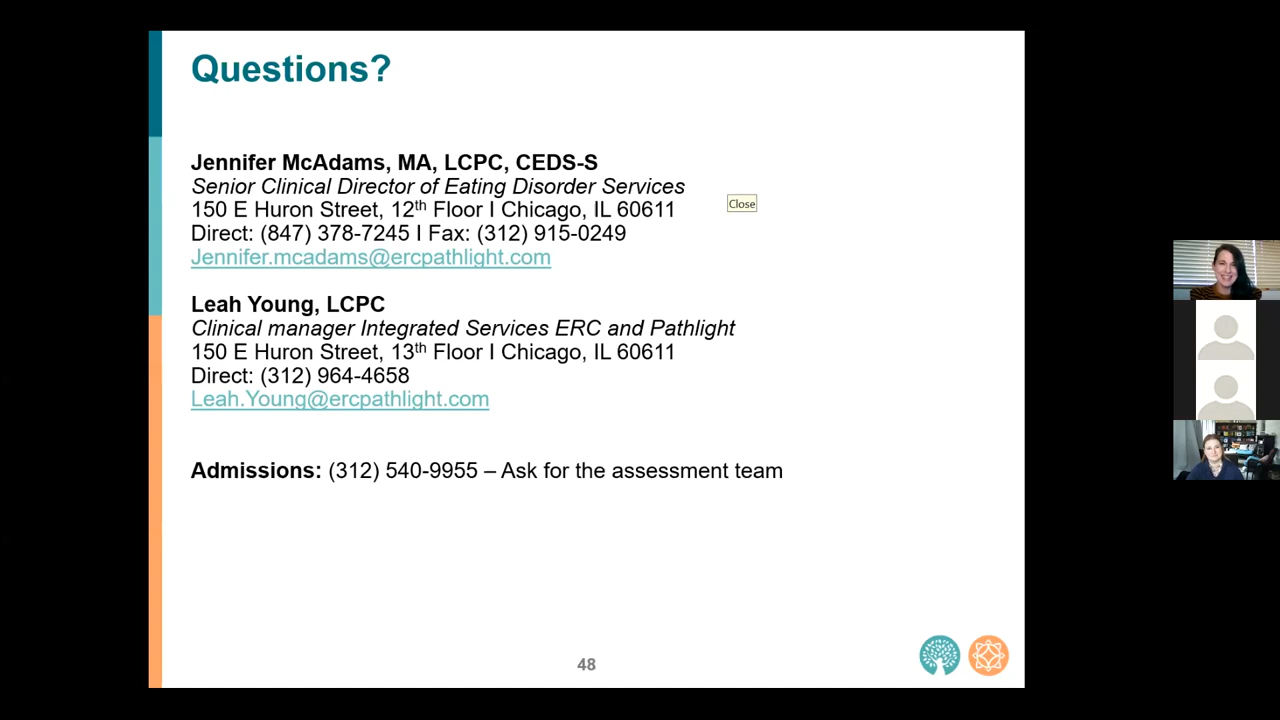 Questions?
Jennifer McAdams, MA, LCPC, CEDS-S
Senior Clinical Director of Eating Disorder Services
150 E Huron Street, 12th Floor I Chicago, IL 60611
Close
Direct: (847) 378-7245 I Fax: (312) 915-0249
Jennifer.mcadams@ercpathlight.com
Leah Young, LCPC
Clinical manager Integrated Services ERC and Pathlight
150 E Huron Street, 13th Floor I Chicago, IL 60611
Direct: (312) 964-4658
Leah.Young@ercpathlight.com
Admissions: (312) 540-9955 – Ask for the assessment team
48